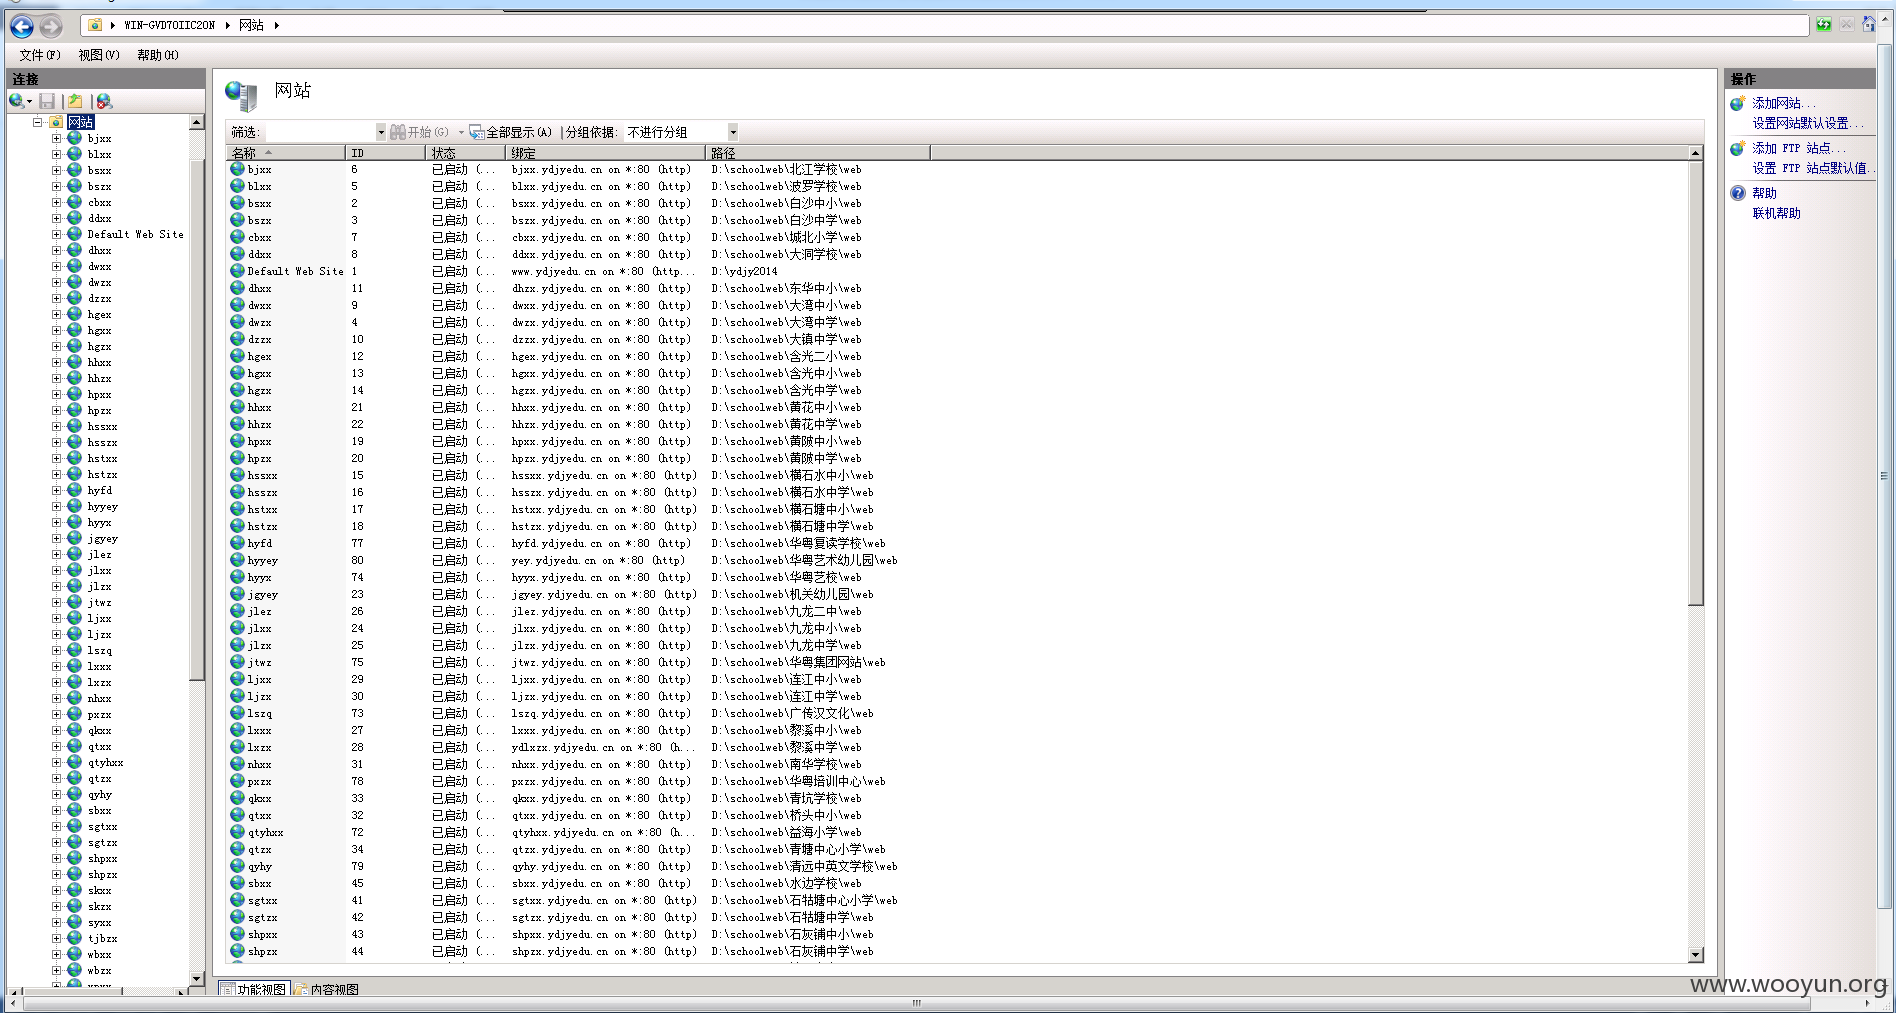 WIN-GVD7OIIC2ON ▸ 网站 ▸
文件(F) 视图(V) 帮助(H)
连接
网站
bjxx
blxx
bsxx
bszx
cbxx
ddxx
Default Web Site
dhxx
dwxx
dwzx
dzzx
hgex
hgxx
hgzx
hhxx
hhzx
hpxx
hpzx
hssxx
hsszx
hstxx
hstzx
hyfd
hyyey
hyyx
jgyey
jlez
jlxx
jlzx
jtwz
ljxx
ljzx
lszq
lxxx
lxzx
nhxx
pxzx
qkxx
qtxx
qtyhxx
qtzx
qyhy
sbxx
sgtxx
sgtzx
shpxx
shpzx
skxx
skzx
syxx
tjbzx
wbxx
wbzx
网站
筛选: 开始(G) 全部显示(A) 分组依据: 不进行分组
名称 ID 状态 绑定 路径
bjxx 6 已启动 (... bjxx.ydjyedu.cn on *:80 (http) D:\schoolweb\北江学校\web
blxx 5 已启动 (... blxx.ydjyedu.cn on *:80 (http) D:\schoolweb\波罗学校\web
bsxx 2 已启动 (... bsxx.ydjyedu.cn on *:80 (http) D:\schoolweb\白沙中小\web
bszx 3 已启动 (... bszx.ydjyedu.cn on *:80 (http) D:\schoolweb\白沙中学\web
cbxx 7 已启动 (... cbxx.ydjyedu.cn on *:80 (http) D:\schoolweb\城北小学\web
ddxx 8 已启动 (... ddxx.ydjyedu.cn on *:80 (http) D:\schoolweb\大洞学校\web
Default Web Site 1 已启动 (... www.ydjyedu.cn on *:80 (http... D:\ydjy2014
dhxx 11 已启动 (... dhzx.ydjyedu.cn on *:80 (http) D:\schoolweb\东华中小\web
dwxx 9 已启动 (... dwxx.ydjyedu.cn on *:80 (http) D:\schoolweb\大湾中小\web
dwzx 4 已启动 (... dwzx.ydjyedu.cn on *:80 (http) D:\schoolweb\大湾中学\web
dzzx 10 已启动 (... dzzx.ydjyedu.cn on *:80 (http) D:\schoolweb\大镇中学\web
hgex 12 已启动 (... hgex.ydjyedu.cn on *:80 (http) D:\schoolweb\含光二小\web
hgxx 13 已启动 (... hgxx.ydjyedu.cn on *:80 (http) D:\schoolweb\含光中小\web
hgzx 14 已启动 (... hgzx.ydjyedu.cn on *:80 (http) D:\schoolweb\含光中学\web
hhxx 21 已启动 (... hhxx.ydjyedu.cn on *:80 (http) D:\schoolweb\黄花中小\web
hhzx 22 已启动 (... hhzx.ydjyedu.cn on *:80 (http) D:\schoolweb\黄花中学\web
hpxx 19 已启动 (... hpxx.ydjyedu.cn on *:80 (http) D:\schoolweb\黄陂中小\web
hpzx 20 已启动 (... hpzx.ydjyedu.cn on *:80 (http) D:\schoolweb\黄陂中学\web
hssxx 15 已启动 (... hssxx.ydjyedu.cn on *:80 (http) D:\schoolweb\横石水中小\web
hsszx 16 已启动 (... hsszx.ydjyedu.cn on *:80 (http) D:\schoolweb\横石水中学\web
hstxx 17 已启动 (... hstxx.ydjyedu.cn on *:80 (http) D:\schoolweb\横石塘中小\web
hstzx 18 已启动 (... hstzx.ydjyedu.cn on *:80 (http) D:\schoolweb\横石塘中学\web
hyfd 77 已启动 (... hyfd.ydjyedu.cn on *:80 (http) D:\schoolweb\华粤复读学校\web
hyyey 80 已启动 (... yey.ydjyedu.cn on *:80 (http) D:\schoolweb\华粤艺术幼儿园\web
hyyx 74 已启动 (... hyyx.ydjyedu.cn on *:80 (http) D:\schoolweb\华粤艺校\web
jgyey 23 已启动 (... jgyey.ydjyedu.cn on *:80 (http) D:\schoolweb\机关幼儿园\web
jlez 26 已启动 (... jlez.ydjyedu.cn on *:80 (http) D:\schoolweb\九龙二中\web
jlxx 24 已启动 (... jlxx.ydjyedu.cn on *:80 (http) D:\schoolweb\九龙中小\web
jlzx 25 已启动 (... jlzx.ydjyedu.cn on *:80 (http) D:\schoolweb\九龙中学\web
jtwz 75 已启动 (... jtwz.ydjyedu.cn on *:80 (http) D:\schoolweb\华粤集团网站\web
ljxx 29 已启动 (... ljxx.ydjyedu.cn on *:80 (http) D:\schoolweb\连江中小\web
ljzx 30 已启动 (... ljzx.ydjyedu.cn on *:80 (http) D:\schoolweb\连江中学\web
lszq 73 已启动 (... lszq.ydjyedu.cn on *:80 (http) D:\schoolweb\广传汉文化\web
lxxx 27 已启动 (... lxxx.ydjyedu.cn on *:80 (http) D:\schoolweb\黎溪中小\web
lxzx 28 已启动 (... ydlxzx.ydjyedu.cn on *:80 (h... D:\schoolweb\黎溪中学\web
nhxx 31 已启动 (... nhxx.ydjyedu.cn on *:80 (http) D:\schoolweb\南华学校\web
pxzx 78 已启动 (... pxzx.ydjyedu.cn on *:80 (http) D:\schoolweb\华粤培训中心\web
qkxx 33 已启动 (... qkxx.ydjyedu.cn on *:80 (http) D:\schoolweb\青坑学校\web
qtxx 32 已启动 (... qtxx.ydjyedu.cn on *:80 (http) D:\schoolweb\桥头中小\web
qtyhxx 72 已启动 (... qtyhxx.ydjyedu.cn on *:80 (h... D:\schoolweb\益海小学\web
qtzx 34 已启动 (... qtzx.ydjyedu.cn on *:80 (http) D:\schoolweb\青塘中心小学\web
qyhy 79 已启动 (... qyhy.ydjyedu.cn on *:80 (http) D:\schoolweb\清远中英文学校\web
sbxx 45 已启动 (... sbxx.ydjyedu.cn on *:80 (http) D:\schoolweb\水边学校\web
sgtxx 41 已启动 (... sgtxx.ydjyedu.cn on *:80 (http) D:\schoolweb\石牯塘中心小学\web
sgtzx 42 已启动 (... sgtzx.ydjyedu.cn on *:80 (http) D:\schoolweb\石牯塘中学\web
shpxx 43 已启动 (... shpxx.ydjyedu.cn on *:80 (http) D:\schoolweb\石灰铺中小\web
shpzx 44 已启动 (... shpzx.ydjyedu.cn on *:80 (http) D:\schoolweb\石灰铺中学\web
功能视图 内容视图
操作
添加网站...
设置网站默认设置...
添加 FTP 站点...
设置 FTP 站点默认值..
帮助
联机帮助
www.wooyun.org